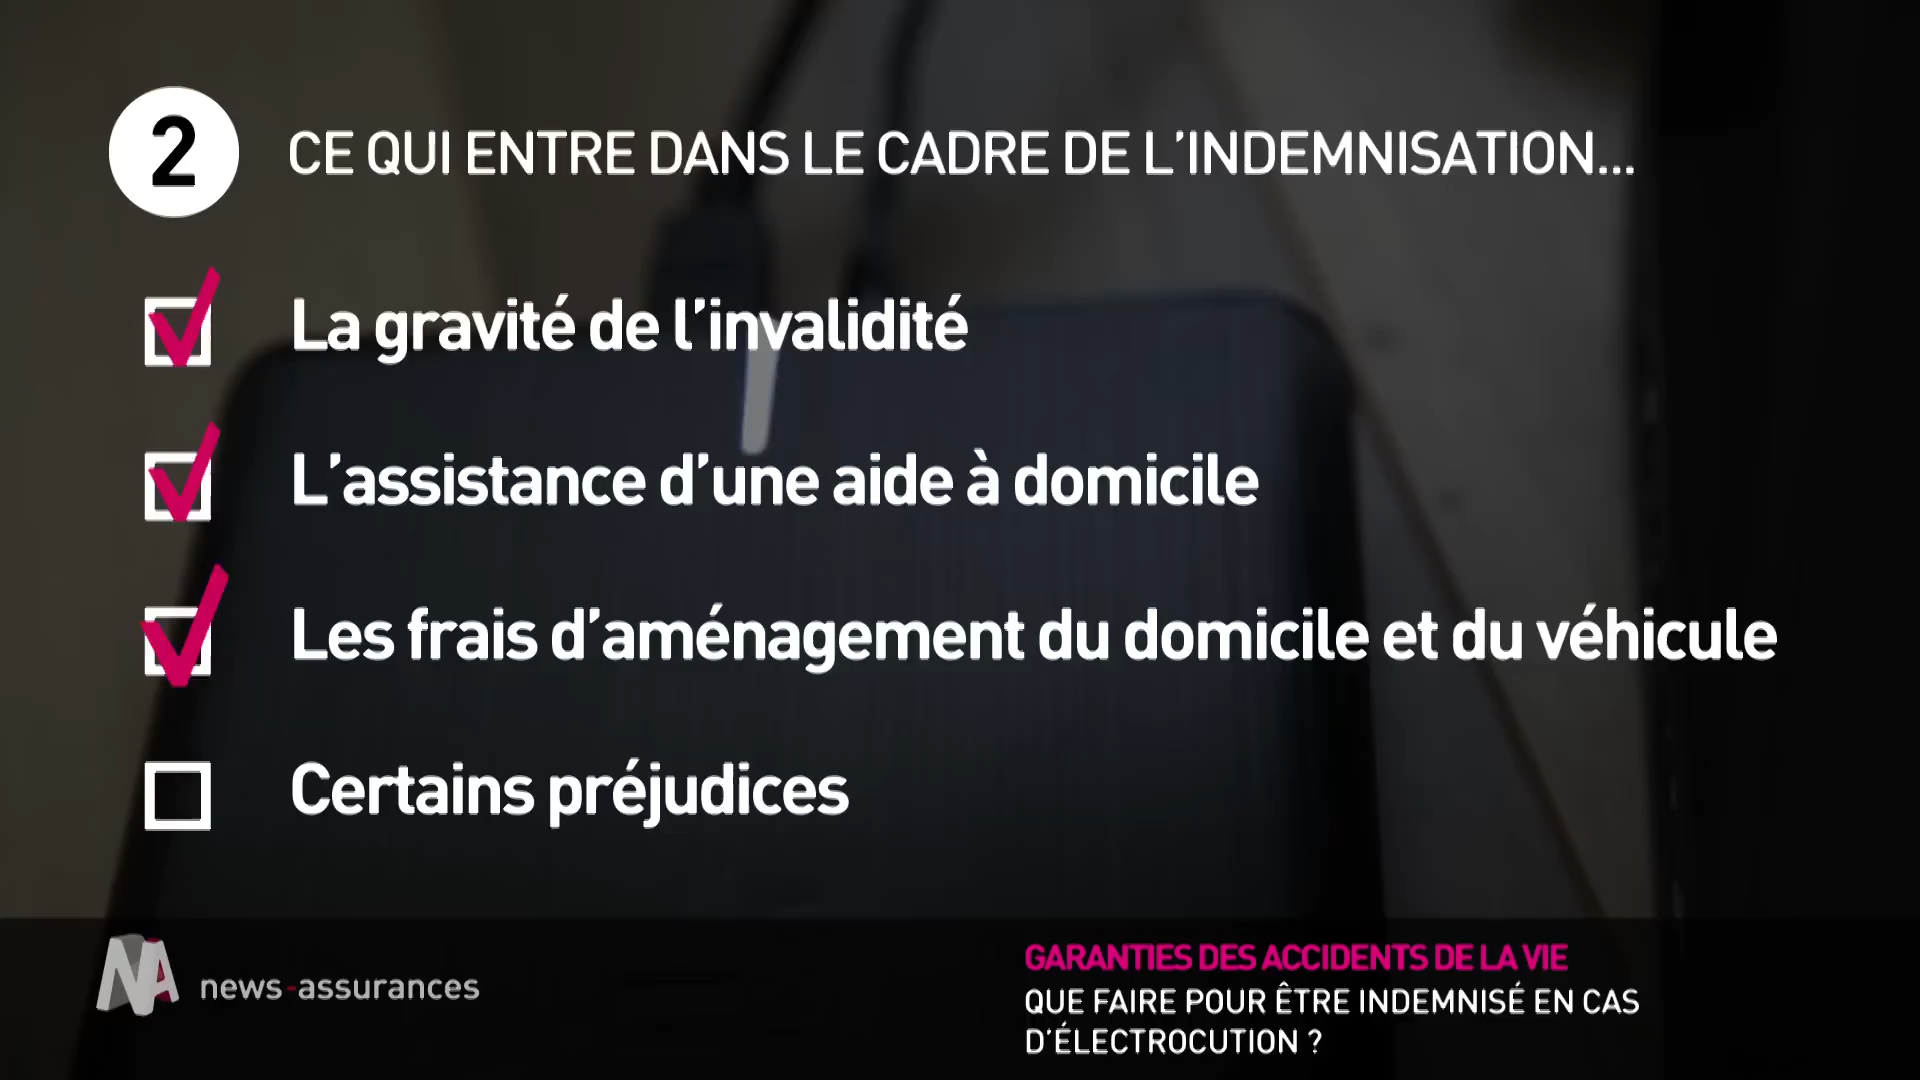 2
CE QUI ENTRE DANS LE CADRE DE L’INDEMNISATION...
La gravité de l’invalidité
L’assistance d’une aide à domicile
Les frais d’aménagement du domicile et du véhicule
Certains préjudices
NA
news-assurances
GARANTIES DES ACCIDENTS DE LA VIE
QUE FAIRE POUR ÊTRE INDEMNISÉ EN CAS
D’ÉLECTROCUTION ?